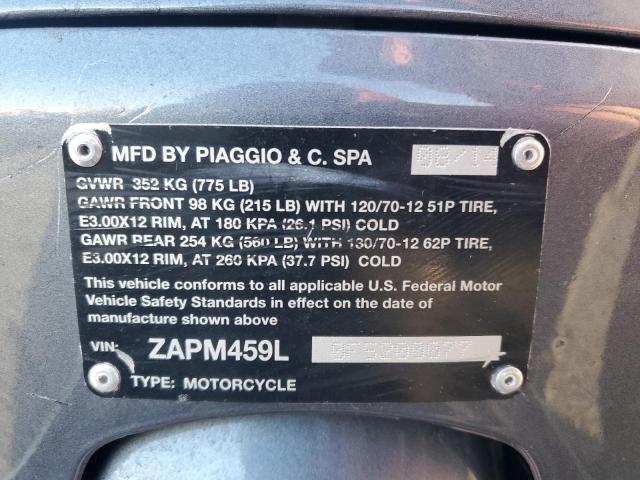 MFD BY PIAGGIO & C. SPA 08/14
GVWR 352 KG (775 LB)
GAWR FRONT 98 KG (215 LB) WITH 120/70-12 51P TIRE,
E3.00X12 RIM, AT 180 KPA (26.1 PSI) COLD
GAWR REAR 254 KG (560 LB) WITH 130/70-12 62P TIRE,
E3.00X12 RIM, AT 260 KPA (37.7 PSI) COLD
This vehicle conforms to all applicable U.S. Federal Motor
Vehicle Safety Standards in effect on the date of
manufacture shown above
VIN: ZAPM459L
TYPE: MOTORCYCLE